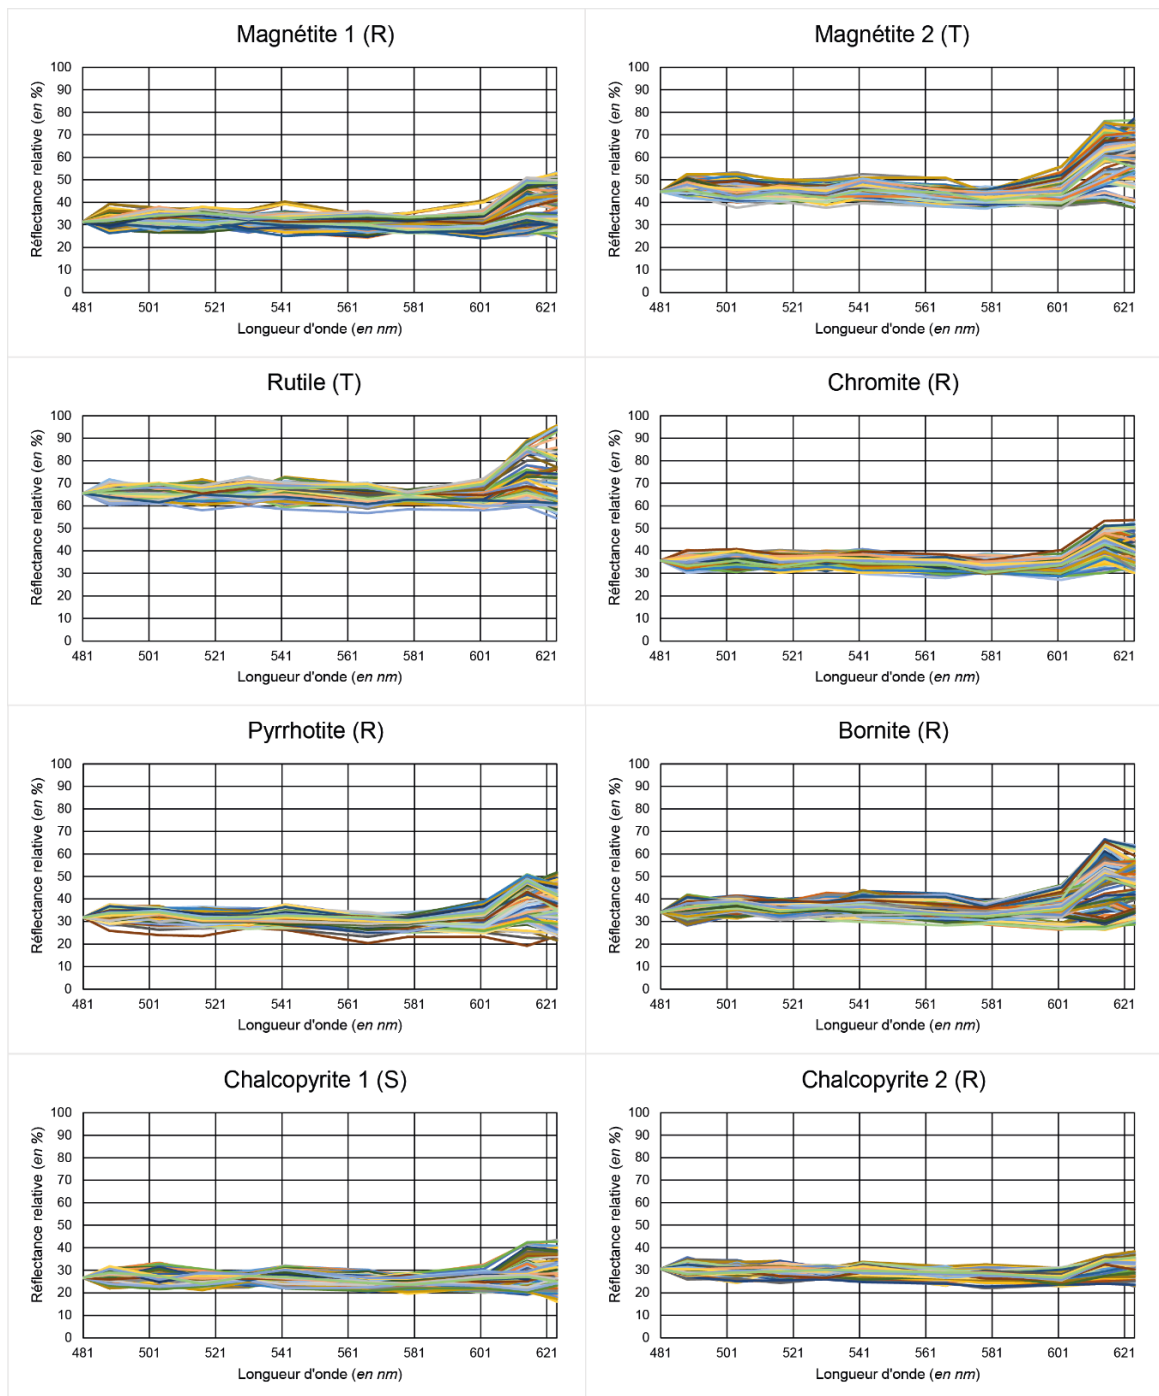 Magnétite 1 (R)
Réflectance relative (en %)
100
90
80
70
60
50
40
30
20
10
0
481 501 521 541 561 581 601 621
Longueur d'onde (en nm)
Magnétite 2 (T)
Réflectance relative (en %)
100
90
80
70
60
50
40
30
20
10
0
481 501 521 541 561 581 601 621
Longueur d'onde (en nm)
Rutile (T)
Réflectance relative (en %)
100
90
80
70
60
50
40
30
20
10
0
481 501 521 541 561 581 601 621
Longueur d'onde (en nm)
Chromite (R)
Réflectance relative (en %)
100
90
80
70
60
50
40
30
20
10
0
481 501 521 541 561 581 601 621
Longueur d'onde (en nm)
Pyrrhotite (R)
Réflectance relative (en %)
100
90
80
70
60
50
40
30
20
10
0
481 501 521 541 561 581 601 621
Longueur d'onde (en nm)
Bornite (R)
Réflectance relative (en %)
100
90
80
70
60
50
40
30
20
10
0
481 501 521 541 561 581 601 621
Longueur d'onde (en nm)
Chalcopyrite 1 (S)
Réflectance relative (en %)
100
90
80
70
60
50
40
30
20
10
0
481 501 521 541 561 581 601 621
Longueur d'onde (en nm)
Chalcopyrite 2 (R)
Réflectance relative (en %)
100
90
80
70
60
50
40
30
20
10
0
481 501 521 541 561 581 601 621
Longueur d'onde (en nm)